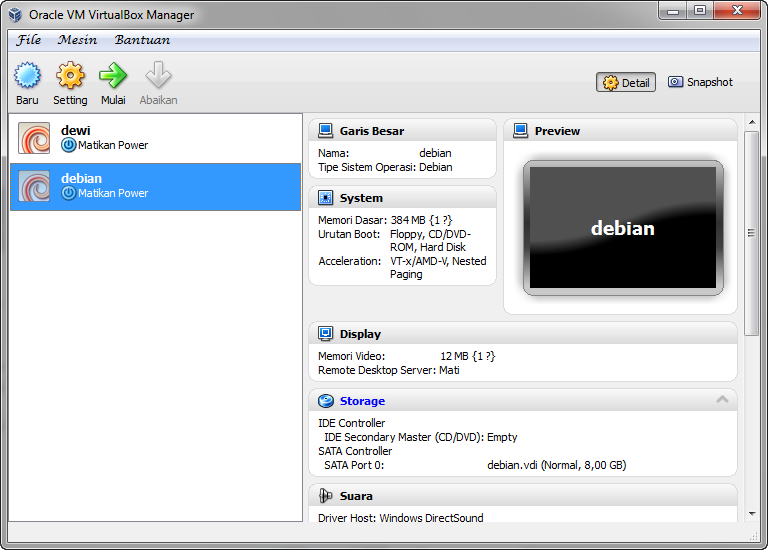 Oracle VM VirtualBox Manager
File Mesin Bantuan
Baru Setting Mulai Abaikan
Detail Snapshot
dewi
Matikan Power
debian
Matikan Power
Garis Besar
Nama: debian
Tipe Sistem Operasi: Debian
System
Memori Dasar: 384 MB {1 ?}
Urutan Boot: Floppy, CD/DVD-
ROM, Hard Disk
Acceleration: VT-x/AMD-V, Nested
Paging
Preview
debian
Display
Memori Video: 12 MB {1 ?}
Remote Desktop Server: Mati
Storage
IDE Controller
IDE Secondary Master (CD/DVD): Empty
SATA Controller
SATA Port 0: debian.vdi (Normal, 8,00 GB)
Suara
Driver Host: Windows DirectSound